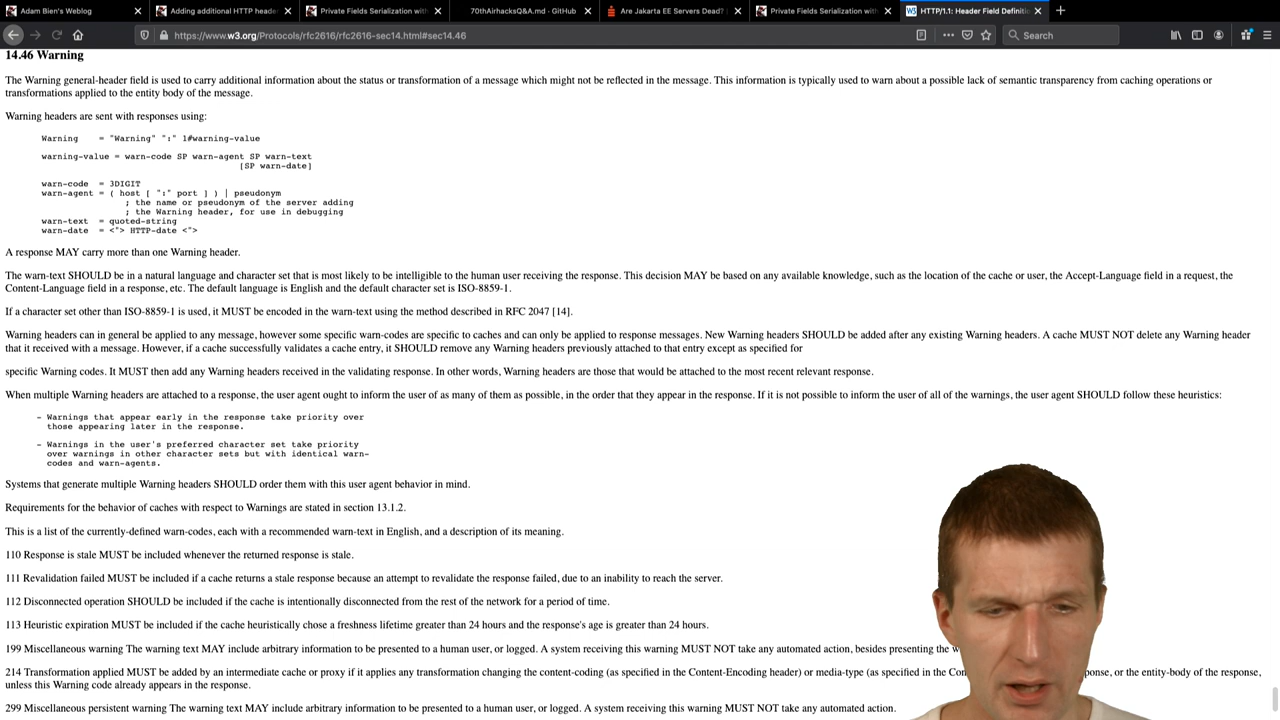 Adam Bien's Weblog
Adding additional HTTP heade
Private Fields Serialization with
70thAirhacksQ&A.md · GitHub
Are Jakarta EE Servers Dead?
Private Fields Serialization with
HTTP/1.1: Header Field Definiti
https://www.w3.org/Protocols/rfc2616/rfc2616-sec14.html#sec14.46
Search
14.46 Warning
The Warning general-header field is used to carry additional information about the status or transformation of a message which might not be reflected in the message. This information is typically used to warn about a possible lack of semantic transparency from caching operations or
transformations applied to the entity body of the message.
Warning headers are sent with responses using:
Warning = "Warning" ":" 1#warning-value
warning-value = warn-code SP warn-agent SP warn-text
[SP warn-date]
warn-code = 3DIGIT
warn-agent = ( host [ ":" port ] ) | pseudonym
; the name or pseudonym of the server adding
; the Warning header, for use in debugging
warn-text = quoted-string
warn-date = <"> HTTP-date <">
A response MAY carry more than one Warning header.
The warn-text SHOULD be in a natural language and character set that is most likely to be intelligible to the human user receiving the response. This decision MAY be based on any available knowledge, such as the location of the cache or user, the Accept-Language field in a request, the
Content-Language field in a response, etc. The default language is English and the default character set is ISO-8859-1.
If a character set other than ISO-8859-1 is used, it MUST be encoded in the warn-text using the method described in RFC 2047 [14].
Warning headers can in general be applied to any message, however some specific warn-codes are specific to caches and can only be applied to response messages. New Warning headers SHOULD be added after any existing Warning headers. A cache MUST NOT delete any Warning header
that it received with a message. However, if a cache successfully validates a cache entry, it SHOULD remove any Warning headers previously attached to that entry except as specified for
specific Warning codes. It MUST then add any Warning headers received in the validating response. In other words, Warning headers are those that would be attached to the most recent relevant response.
When multiple Warning headers are attached to a response, the user agent ought to inform the user of as many of them as possible, in the order that they appear in the response. If it is not possible to inform the user of all of the warnings, the user agent SHOULD follow these heuristics:
- Warnings that appear early in the response take priority over
those appearing later in the response.
- Warnings in the user's preferred character set take priority
over warnings in other character sets but with identical warn-
codes and warn-agents.
Systems that generate multiple Warning headers SHOULD order them with this user agent behavior in mind.
Requirements for the behavior of caches with respect to Warnings are stated in section 13.1.2.
This is a list of the currently-defined warn-codes, each with a recommended warn-text in English, and a description of its meaning.
110 Response is stale MUST be included whenever the returned response is stale.
111 Revalidation failed MUST be included if a cache returns a stale response because an attempt to revalidate the response failed, due to an inability to reach the server.
112 Disconnected operation SHOULD be included if the cache is intentionally disconnected from the rest of the network for a period of time.
113 Heuristic expiration MUST be included if the cache heuristically chose a freshness lifetime greater than 24 hours and the response's age is greater than 24 hours.
199 Miscellaneous warning The warning text MAY include arbitrary information to be presented to a human user, or logged. A system receiving this warning MUST NOT take any automated action, besides presenting the w
214 Transformation applied MUST be added by an intermediate cache or proxy if it applies any transformation changing the content-coding (as specified in the Content-Encoding header) or media-type (as specified in the Con ponse, or the entity-body of the response,
unless this Warning code already appears in the response.
299 Miscellaneous persistent warning The warning text MAY include arbitrary information to be presented to a human user, or logged. A system receiving this warning MUST NOT take any automated action.